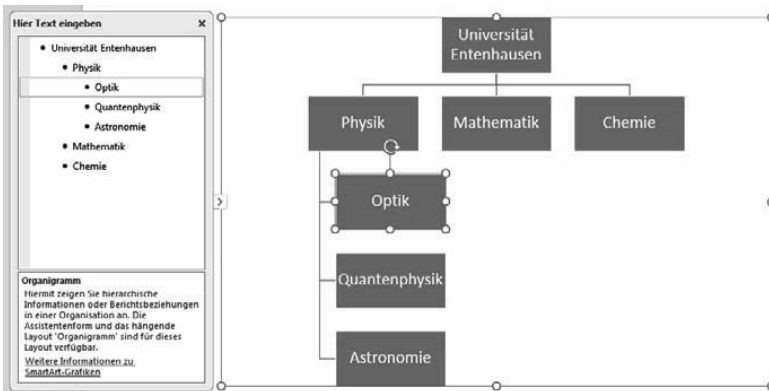 Hier Text eingeben
Universität Entenhausen
Physik
Optik
Quantenphysik
Astronomie
Mathematik
Chemie
Organigramm
Hiermit zeigen Sie hierarchische
Informationen oder Berichtsbeziehungen
in einer Organisation an. Die
Assistentenform und das hängende
Layout 'Organigramm' sind für dieses
Layout verfügbar.
Weitere Informationen zu
SmartArt-Grafiken
Universität
Entenhausen
Physik
Mathematik
Chemie
Optik
Quantenphysik
Astronomie